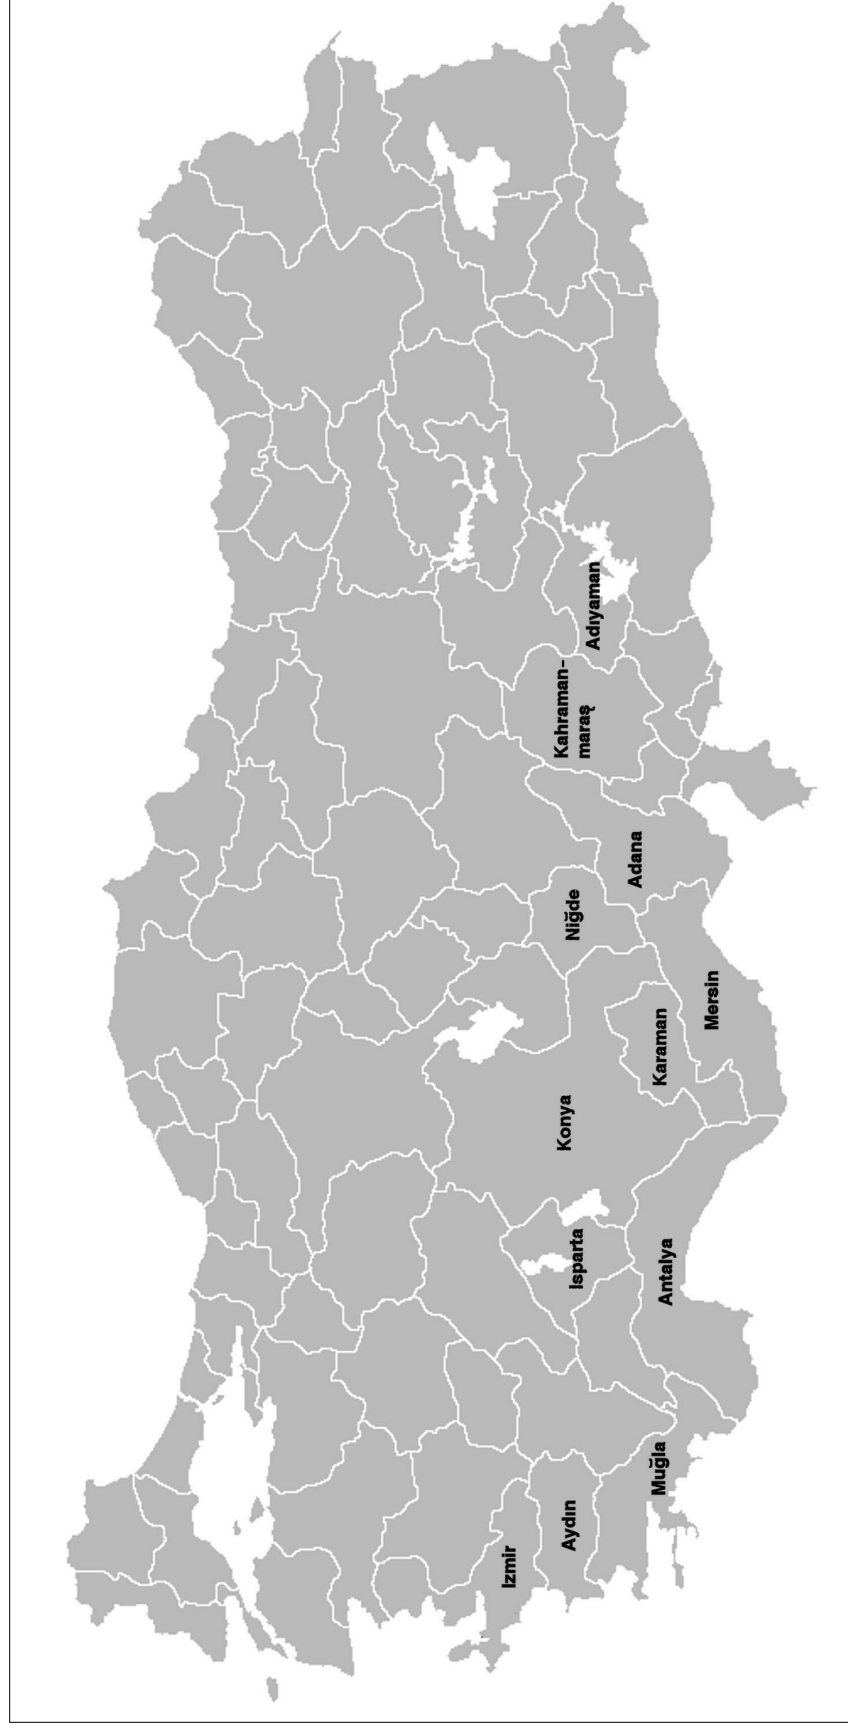 Izmir
Aydın
Muğla
Isparta
Antalya
Konya
Karaman
Mersin
Niğde
Adana
Kahraman-
maraş
Adıyaman